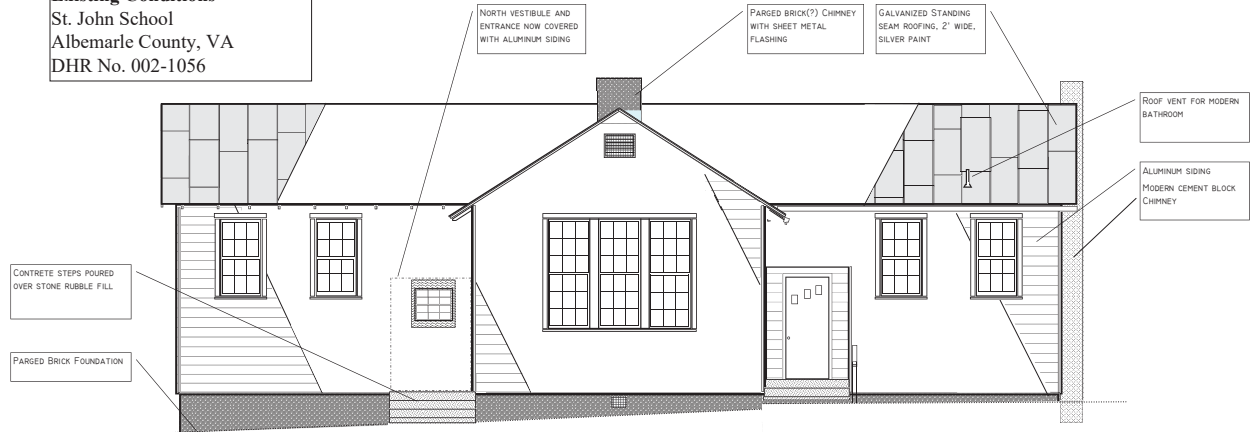 Existing Conditions
St. John School
Albemarle County, VA
DHR No. 002-1056
NORTH VESTIBULE AND
ENTRANCE NOW COVERED
WITH ALUMINUM SIDING
PARGED BRICK(?) CHIMNEY
WITH SHEET METAL
FLASHING
GALVANIZED STANDING
SEAM ROOFING, 2' WIDE,
SILVER PAINT
ROOF VENT FOR MODERN
BATHROOM
ALUMINUM SIDING
MODERN CEMENT BLOCK
CHIMNEY
CONTRETE STEPS POURED
OVER STONE RUBBLE FILL
PARGED BRICK FOUNDATION